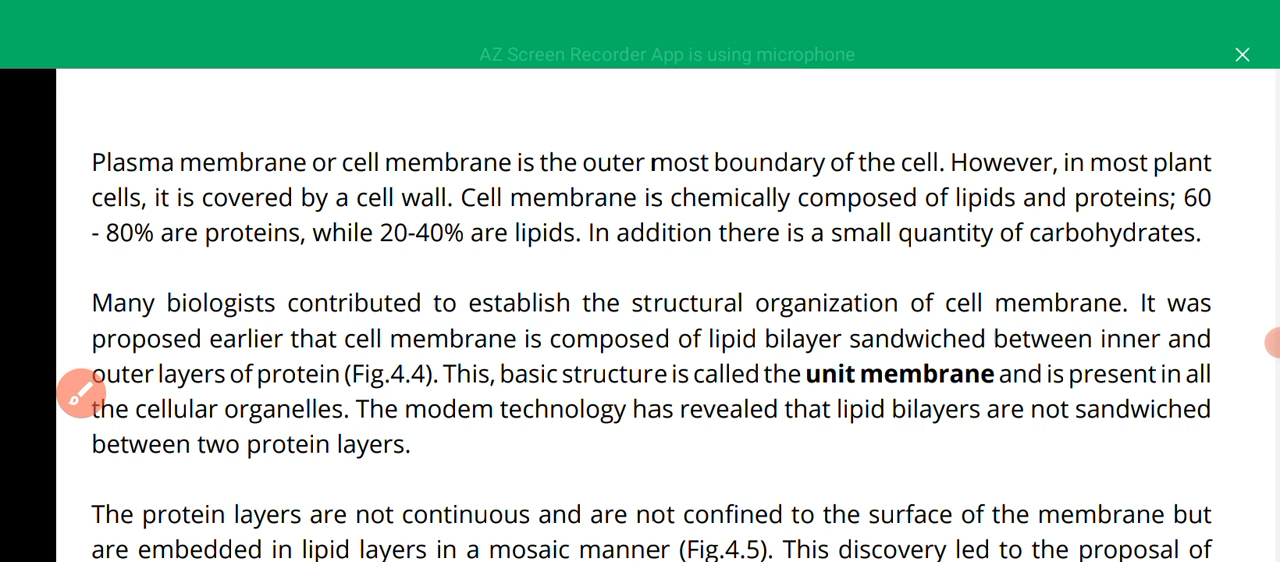 AZ Screen Recorder App is using microphone
Plasma membrane or cell membrane is the outer most boundary of the cell. However, in most plant
cells, it is covered by a cell wall. Cell membrane is chemically composed of lipids and proteins; 60
- 80% are proteins, while 20-40% are lipids. In addition there is a small quantity of carbohydrates.
Many biologists contributed to establish the structural organization of cell membrane. It was
proposed earlier that cell membrane is composed of lipid bilayer sandwiched between inner and
outer layers of protein (Fig.4.4). This, basic structure is called the unit membrane and is present in all
the cellular organelles. The modem technology has revealed that lipid bilayers are not sandwiched
between two protein layers.
The protein layers are not continuous and are not confined to the surface of the membrane but
are embedded in lipid layers in a mosaic manner (Fig.4.5). This discovery led to the proposal of